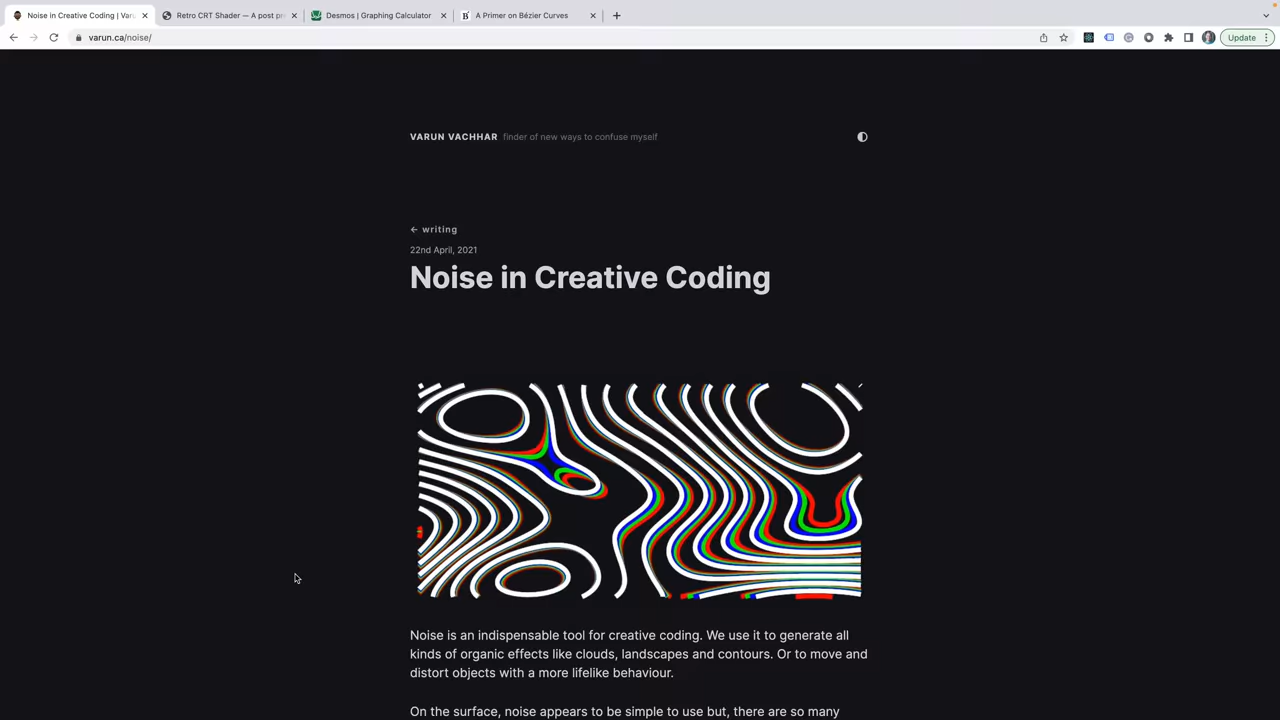 Noise in Creative Coding | Varu
Retro CRT Shader — A post pr
Desmos | Graphing Calculator
A Primer on Bézier Curves
varun.ca/noise/
Update
VARUN VACHHAR finder of new ways to confuse myself
← writing
22nd April, 2021
Noise in Creative Coding
Noise is an indispensable tool for creative coding. We use it to generate all
kinds of organic effects like clouds, landscapes and contours. Or to move and
distort objects with a more lifelike behaviour.
On the surface, noise appears to be simple to use but, there are so many